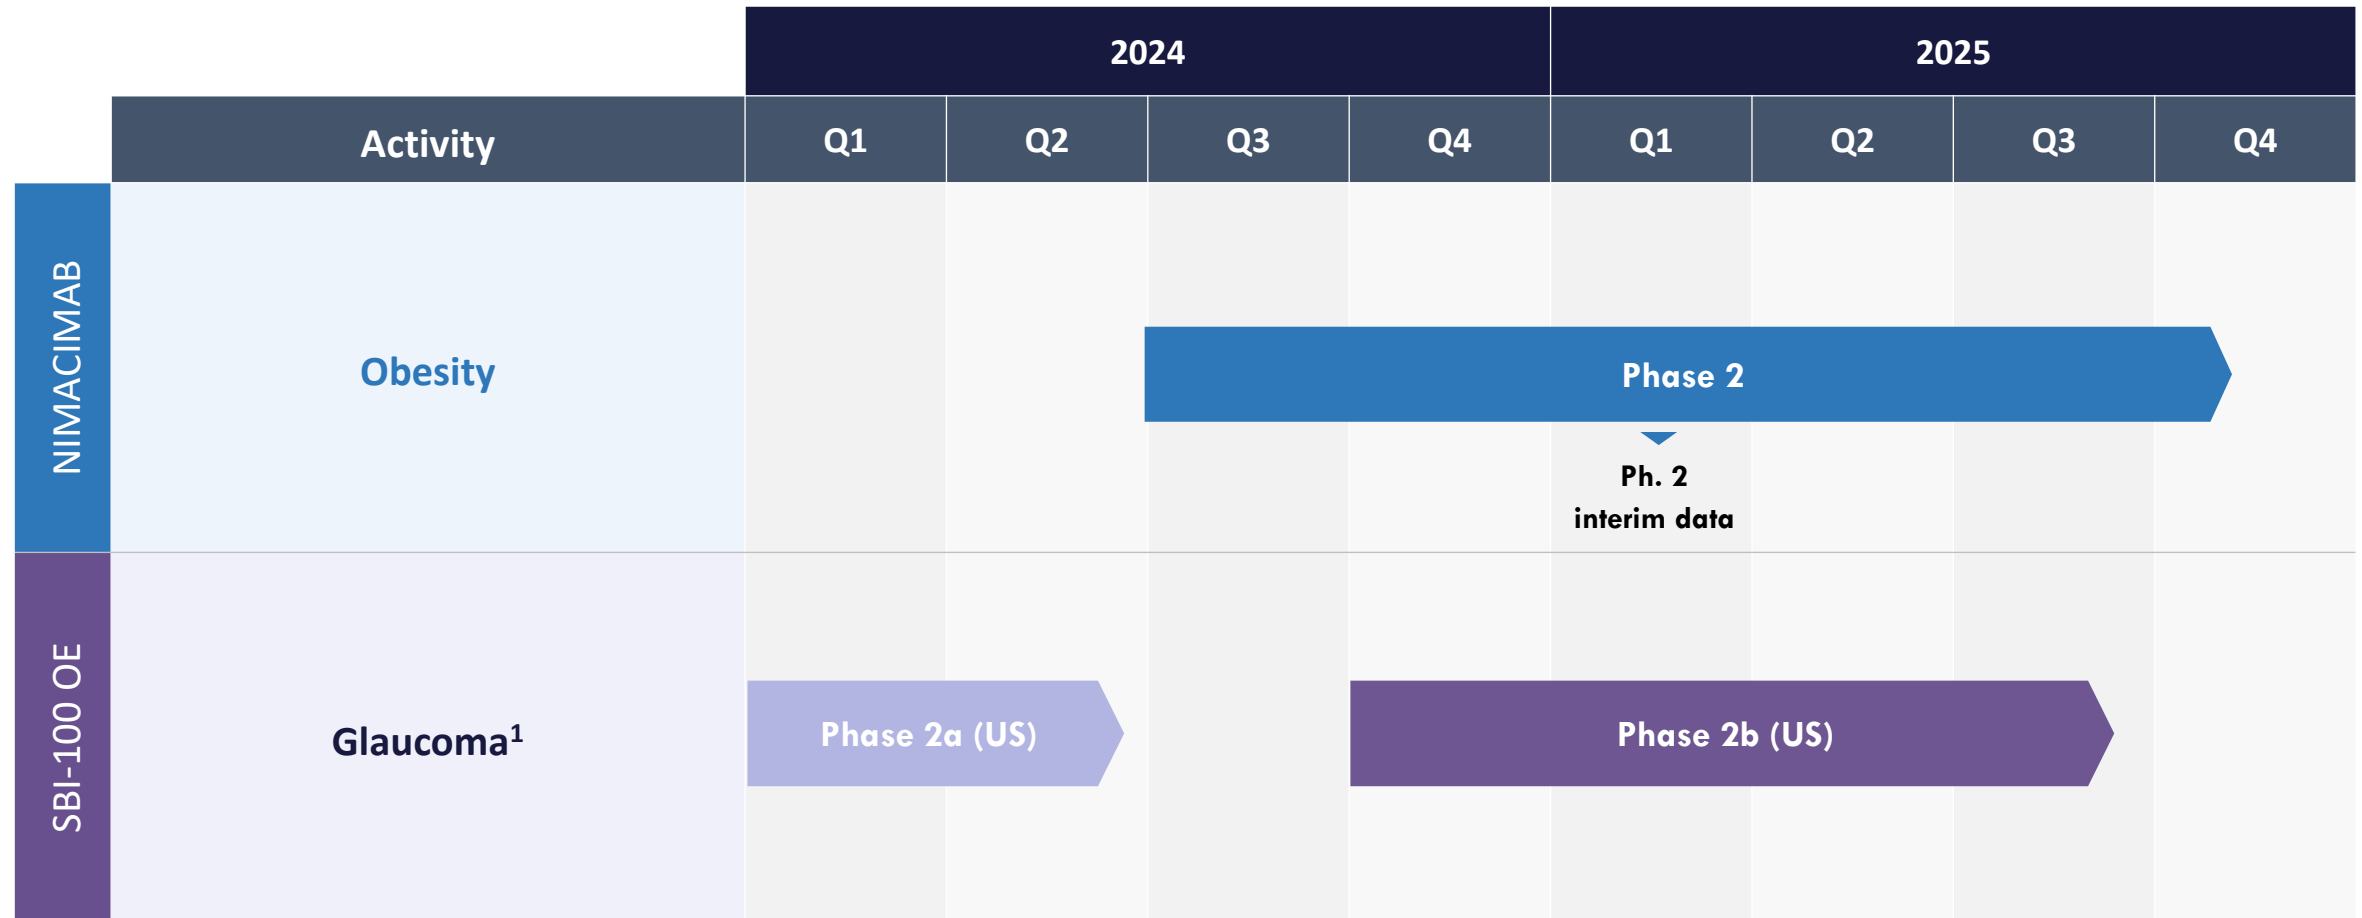 2024 2025
Activity Q1 Q2 Q3 Q4 Q1 Q2 Q3 Q4
NIMACIMAB
Obesity
Phase 2
Ph. 2
interim data
SBI-100 OE
Glaucoma¹
Phase 2a (US) Phase 2b (US)